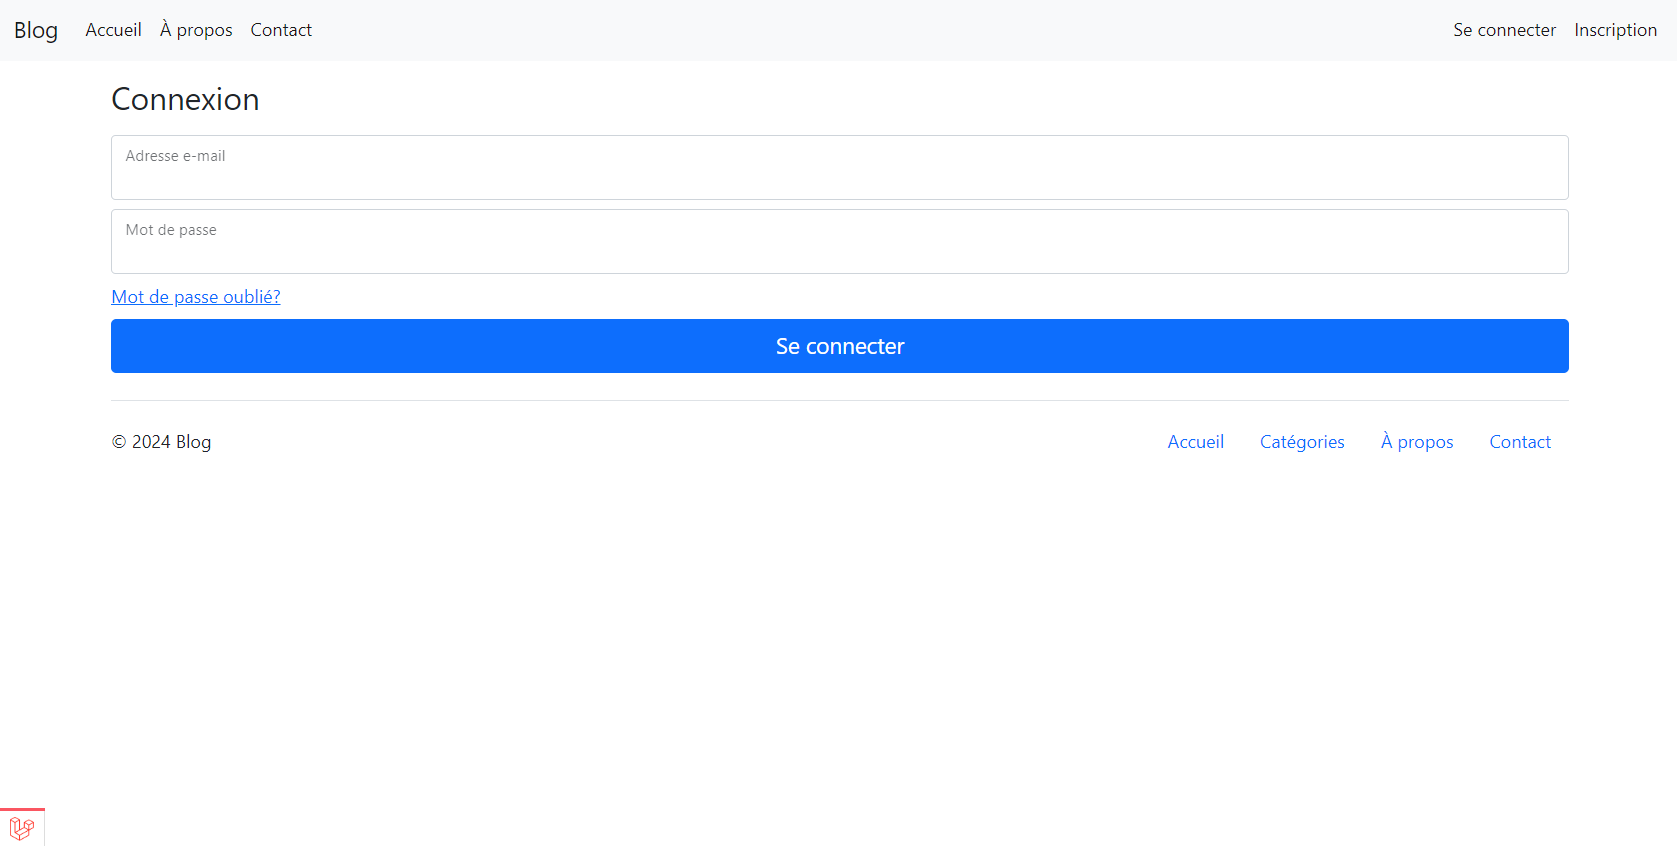 Blog Accueil À propos Contact Se connecter Inscription
Connexion
Adresse e-mail
Mot de passe
Mot de passe oublié?
Se connecter
© 2024 Blog Accueil Catégories À propos Contact